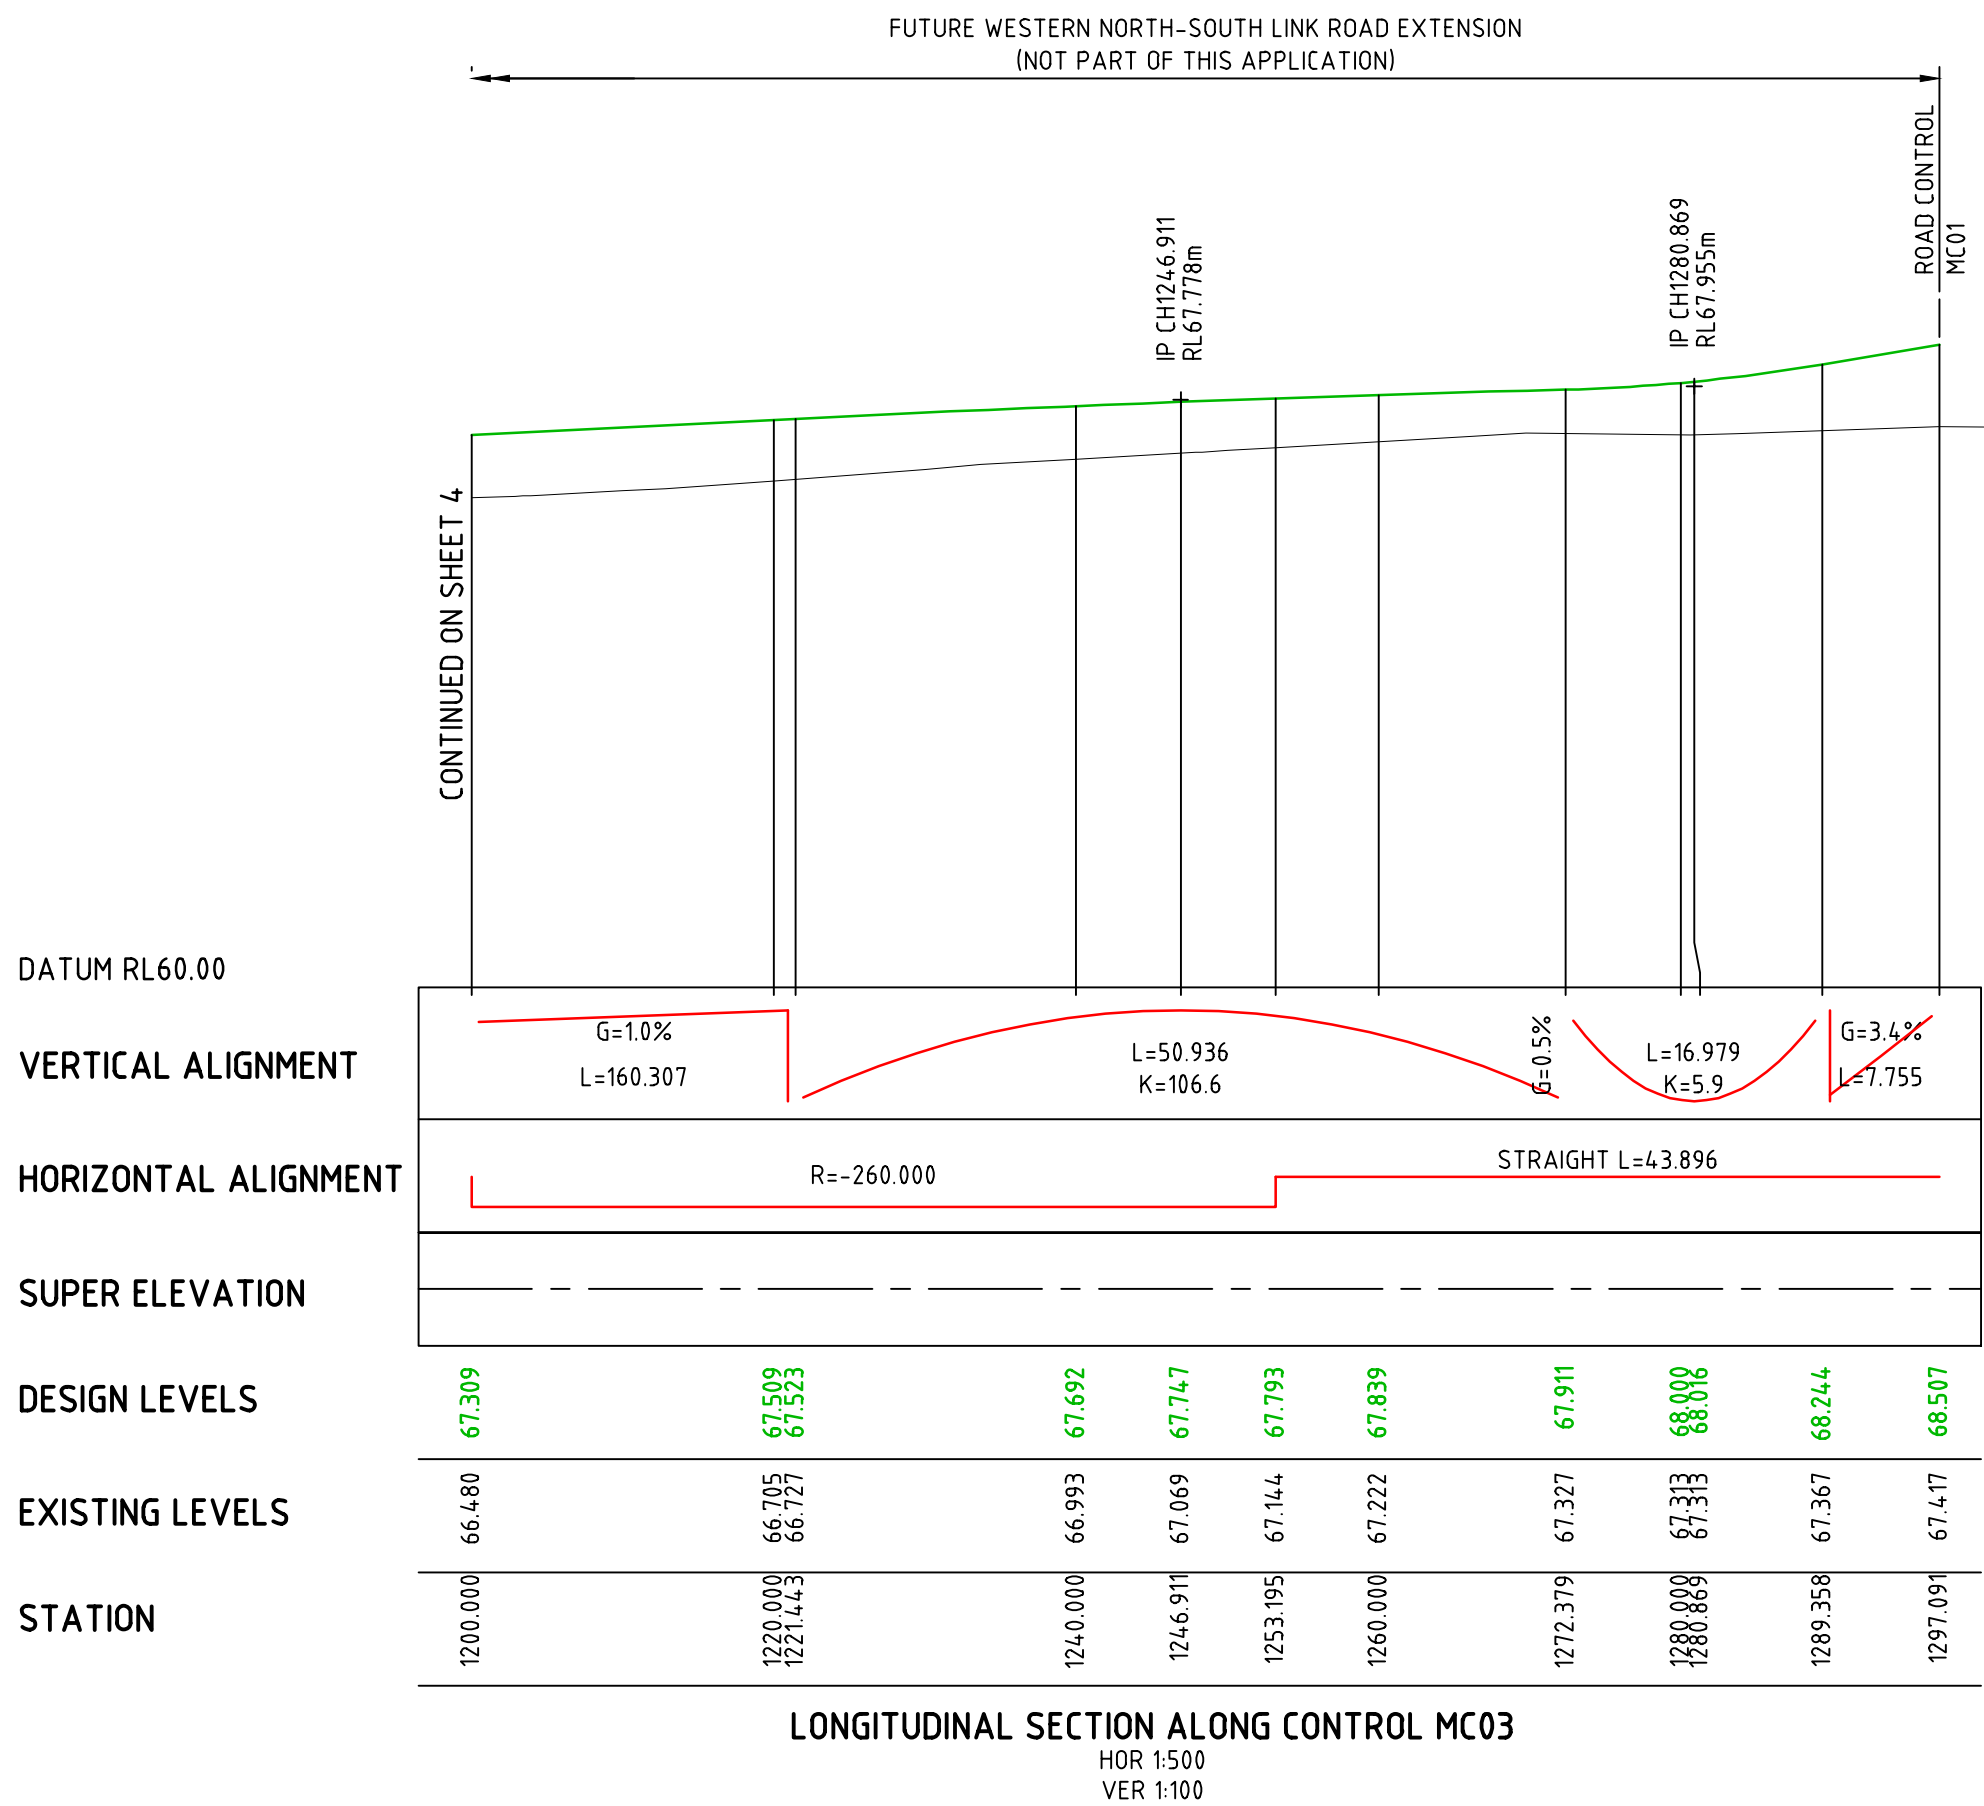 FUTURE WESTERN NORTH-SOUTH LINK ROAD EXTENSION
(NOT PART OF THIS APPLICATION)
ROAD CONTROL
MC01
IP CH1246.911
RL67.778m
IP CH1280.869
RL67.955m
CONTINUED ON SHEET 4
DATUM RL60.00
VERTICAL ALIGNMENT
G=1.0%
L=160.307
L=50.936
K=106.6
G=0.5%
L=16.979
K=5.9
G=3.4%
L=7.755
HORIZONTAL ALIGNMENT
R=-260.000
STRAIGHT L=43.896
SUPER ELEVATION
DESIGN LEVELS
67.309
67.509
67.523
67.692
67.747
67.793
67.839
67.911
68.000
68.016
68.244
68.507
EXISTING LEVELS
66.480
66.705
66.727
66.993
67.069
67.144
67.222
67.327
67.313
67.313
67.367
67.417
STATION
1200.000
1220.000
1221.443
1240.000
1246.911
1253.195
1260.000
1272.379
1280.000
1280.869
1289.358
1297.091
LONGITUDINAL SECTION ALONG CONTROL MC03
HOR 1:500
VER 1:100